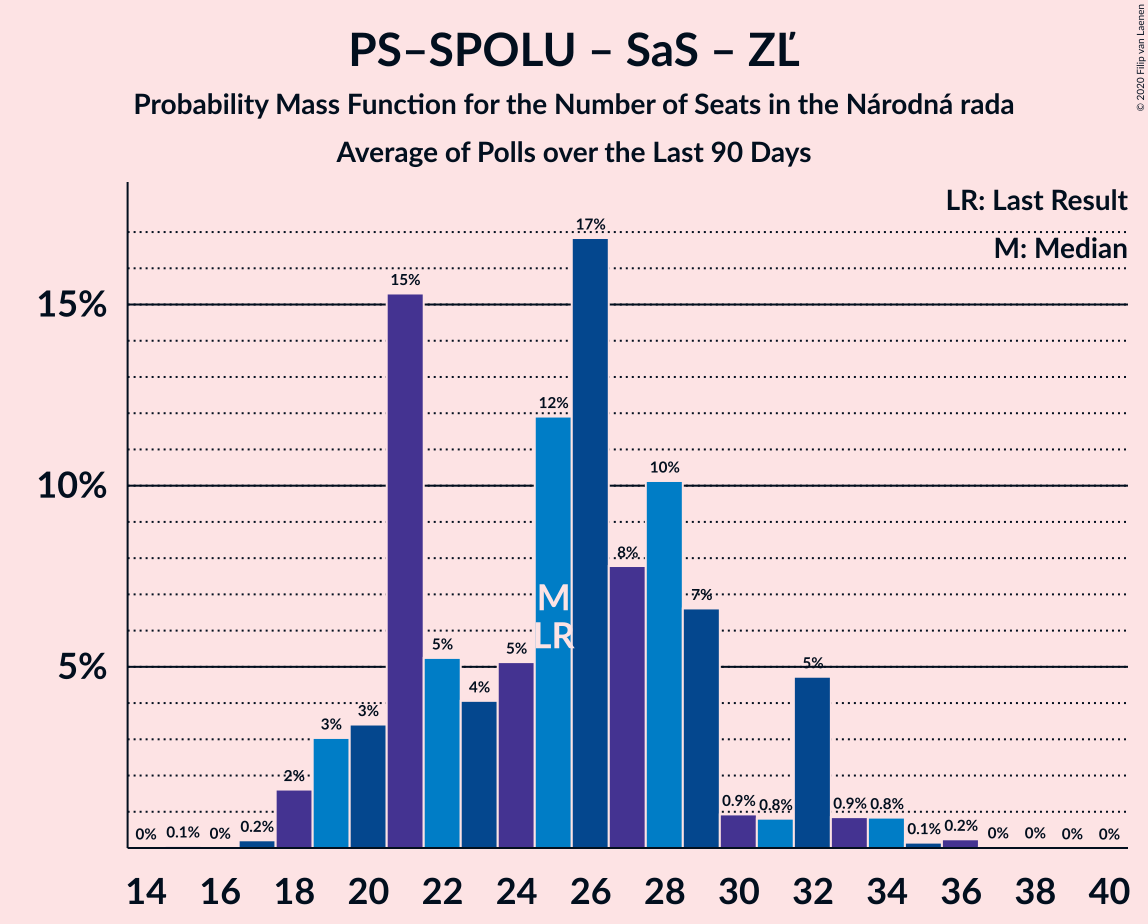 PS–SPOLU – SaS – ZĽ
Probability Mass Function for the Number of Seats in the Národná rada
Average of Polls over the Last 90 Days
© 2020 Filip van Laenen
LR: Last Result
M: Median
15%
10%
5%
0% 0.1% 0% 0.2% 2% 3% 3% 15% 5% 4% 5% 12% 17% 8% 10% 7% 0.9% 0.8% 5% 0.9% 0.8% 0.1% 0.2% 0% 0% 0% 0%
M
LR
14 16 18 20 22 24 26 28 30 32 34 36 38 40